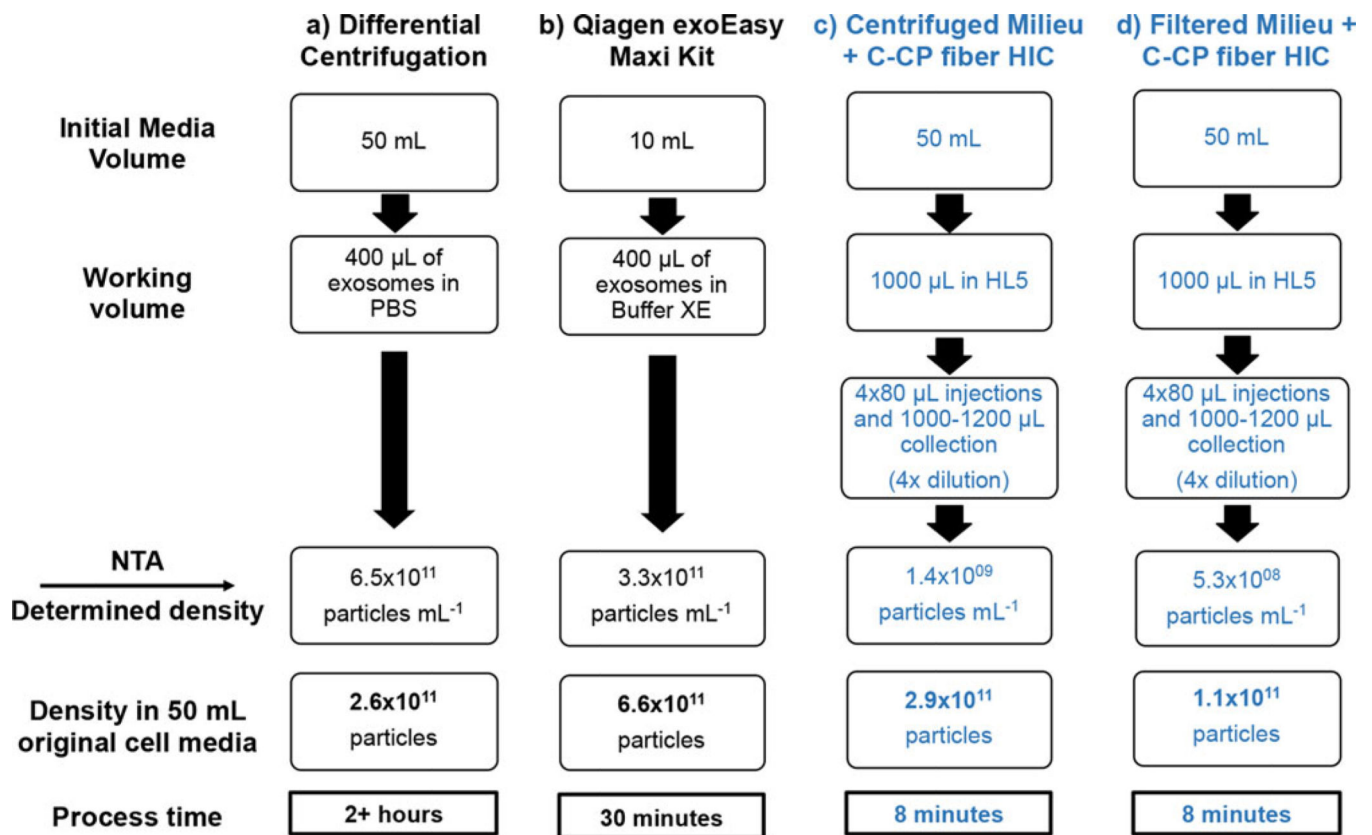 a) Differential
Centrifugation
b) Qiagen exoEasy
Maxi Kit
c) Centrifuged Milieu
+ C-CP fiber HIC
d) Filtered Milieu +
C-CP fiber HIC
Initial Media
Volume
50 mL
10 mL
50 mL
50 mL
Working
volume
400 µL of
exosomes in
PBS
400 µL of
exosomes in
Buffer XE
1000 µL in HL5
1000 µL in HL5
4x80 µL injections
and 1000-1200 µL
collection
(4x dilution)
4x80 µL injections
and 1000-1200 µL
collection
(4x dilution)
NTA
Determined density
6.5x10¹¹
particles mL⁻¹
3.3x10¹¹
particles mL⁻¹
1.4x10⁰⁹
particles mL⁻¹
5.3x10⁰⁸
particles mL⁻¹
Density in 50 mL
original cell media
2.6x10¹¹
particles
6.6x10¹¹
particles
2.9x10¹¹
particles
1.1x10¹¹
particles
Process time
2+ hours
30 minutes
8 minutes
8 minutes